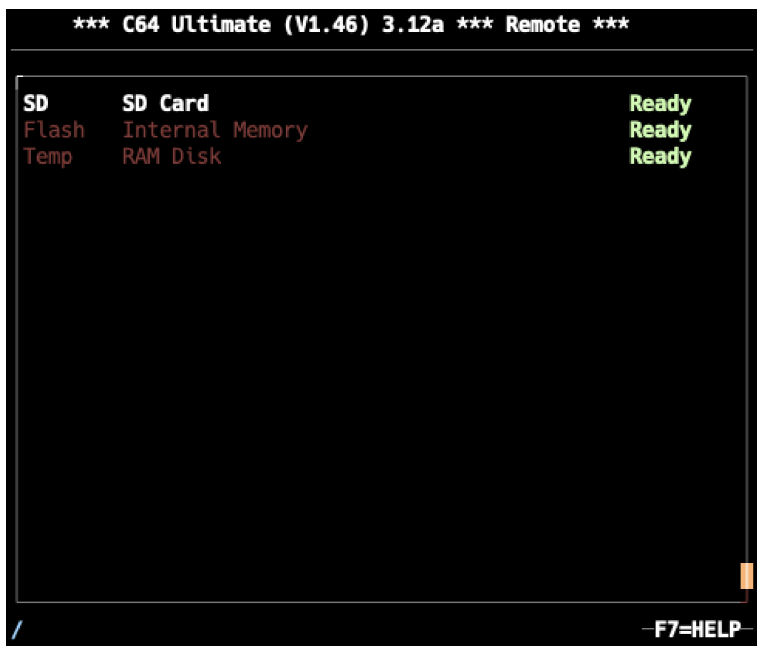 *** C64 Ultimate (V1.46) 3.12a *** Remote ***
SD SD Card Ready
Flash Internal Memory Ready
Temp RAM Disk Ready
/ F7=HELP